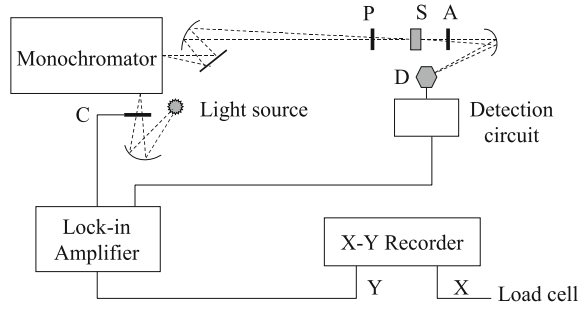 P S A
Monochromator
D
C
Light source
Detection
circuit
Lock-in
Amplifier
X-Y Recorder
Y X
Load cell